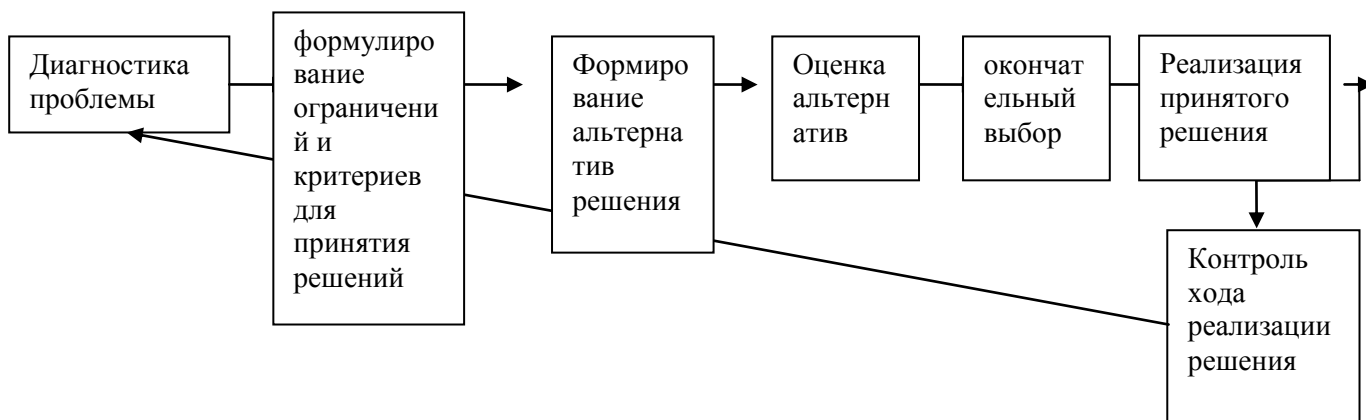 Диагностика
проблемы
формулиро
вание
ограничени
й и
критериев
для
принятия
решений
Формиро
вание
альтерна
тив
решения
Оценка
альтерн
атив
окончат
ельный
выбор
Реализация
принятого
решения
Контроль
хода
реализации
решения